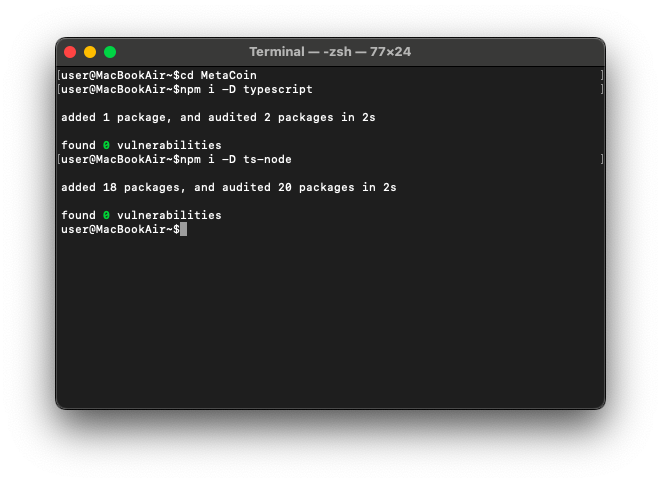 Terminal — -zsh — 77×24
[user@MacBookAir~$cd MetaCoin ]
[user@MacBookAir~$npm i -D typescript ]
added 1 package, and audited 2 packages in 2s
found 0 vulnerabilities
[user@MacBookAir~$npm i -D ts-node ]
added 18 packages, and audited 20 packages in 2s
found 0 vulnerabilities
user@MacBookAir~$